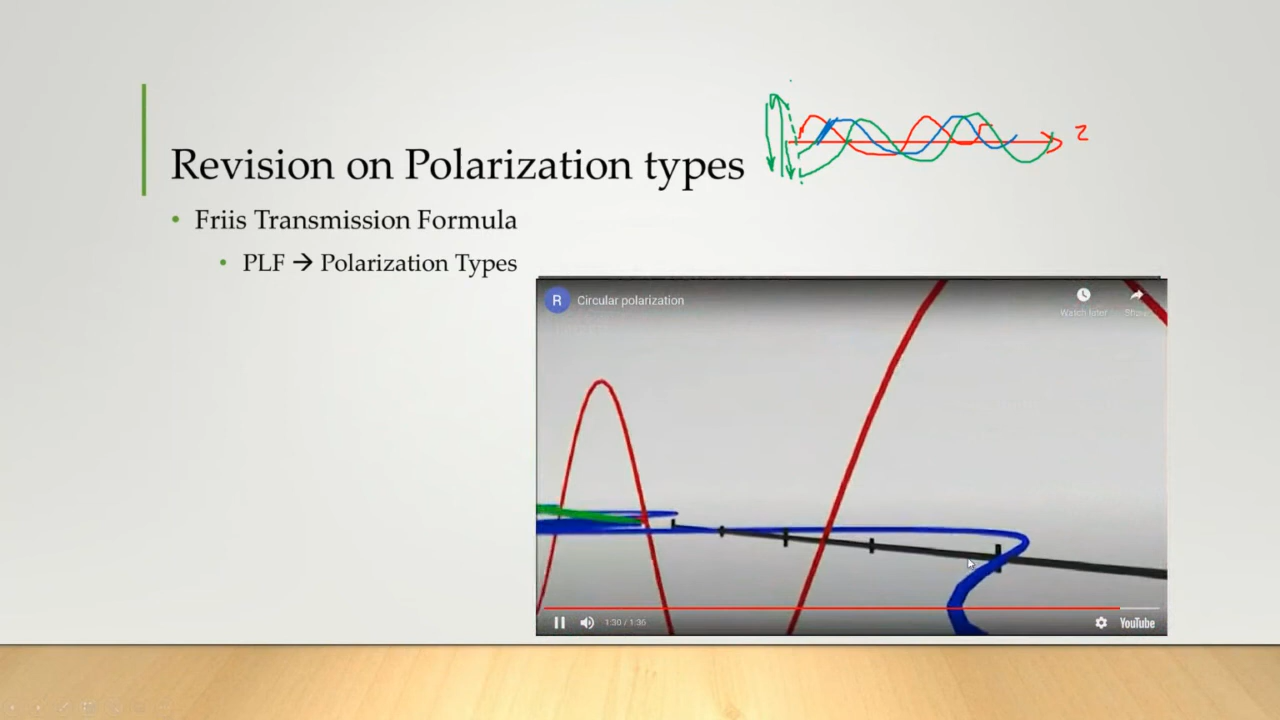 z
Revision on Polarization types
• Friis Transmission Formula
• PLF → Polarization Types
R Circular polarization
Watch later Share
1:30 / 1:36
YouTube